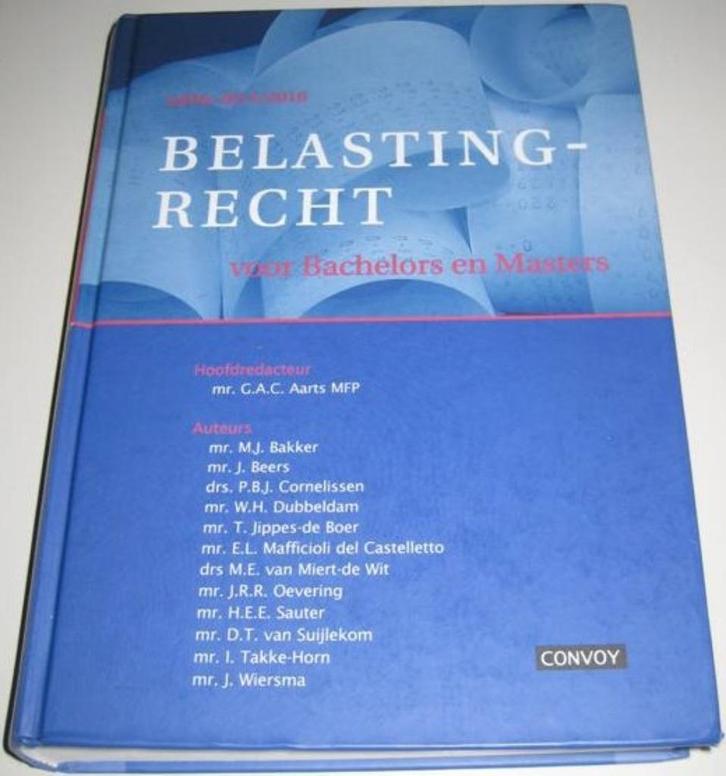 BELASTING-
RECHT
voor Bachelors en Masters
Hoofdredacteur
mr. G.A.C. Aarts MFP
Auteurs
mr. M.J. Bakker
mr. J. Beers
drs. P.B.J. Cornelissen
mr. W.H. Dubbeldam
mr. T. Jippes-de Boer
mr. E.L. Mafficioli del Castelletto
drs M.E. van Miert-de Wit
mr. J.R.R. Oevering
mr. H.E.E. Sauter
mr. D.T. van Suijlekom
mr. I. Takke-Horn
mr. J. Wiersma
CONVOY